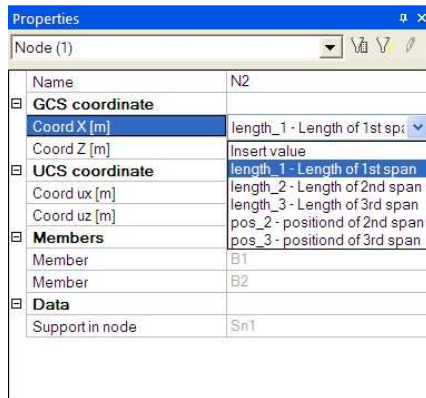 Properties
Node (1)
Name N2
GCS coordinate
Coord X [m] length_1 - Length of 1st spa
Coord Z [m] Insert value
UCS coordinate length_1 - Length of 1st span
Coord ux [m] length_2 - Length of 2nd span
length_3 - Length of 3rd span
Coord uz [m] pos_2 - position of 2nd span
Members pos_3 - positiond of 3rd span
Member B1
Member B2
Data
Support in node Sn1